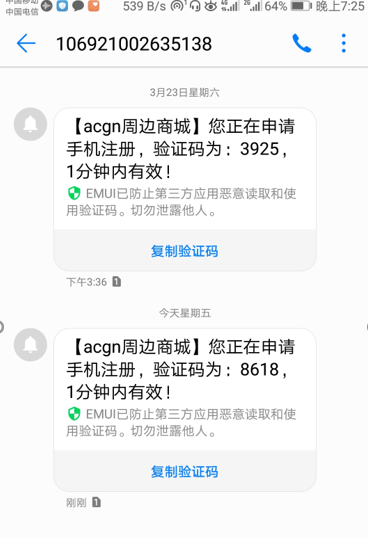 中国移动
中国电信 539 B/s 4G 2G 64% 晚上7:25
106921002635138
3月23日星期六
【acgn周边商城】您正在申请
手机注册，验证码为：3925，
1分钟内有效！
EMUI已防止第三方应用恶意读取和使
用验证码。切勿泄露他人。
复制验证码
下午3:36 1
今天星期五
【acgn周边商城】您正在申请
手机注册，验证码为：8618，
1分钟内有效！
EMUI已防止第三方应用恶意读取和使
用验证码。切勿泄露他人。
复制验证码
刚刚 1